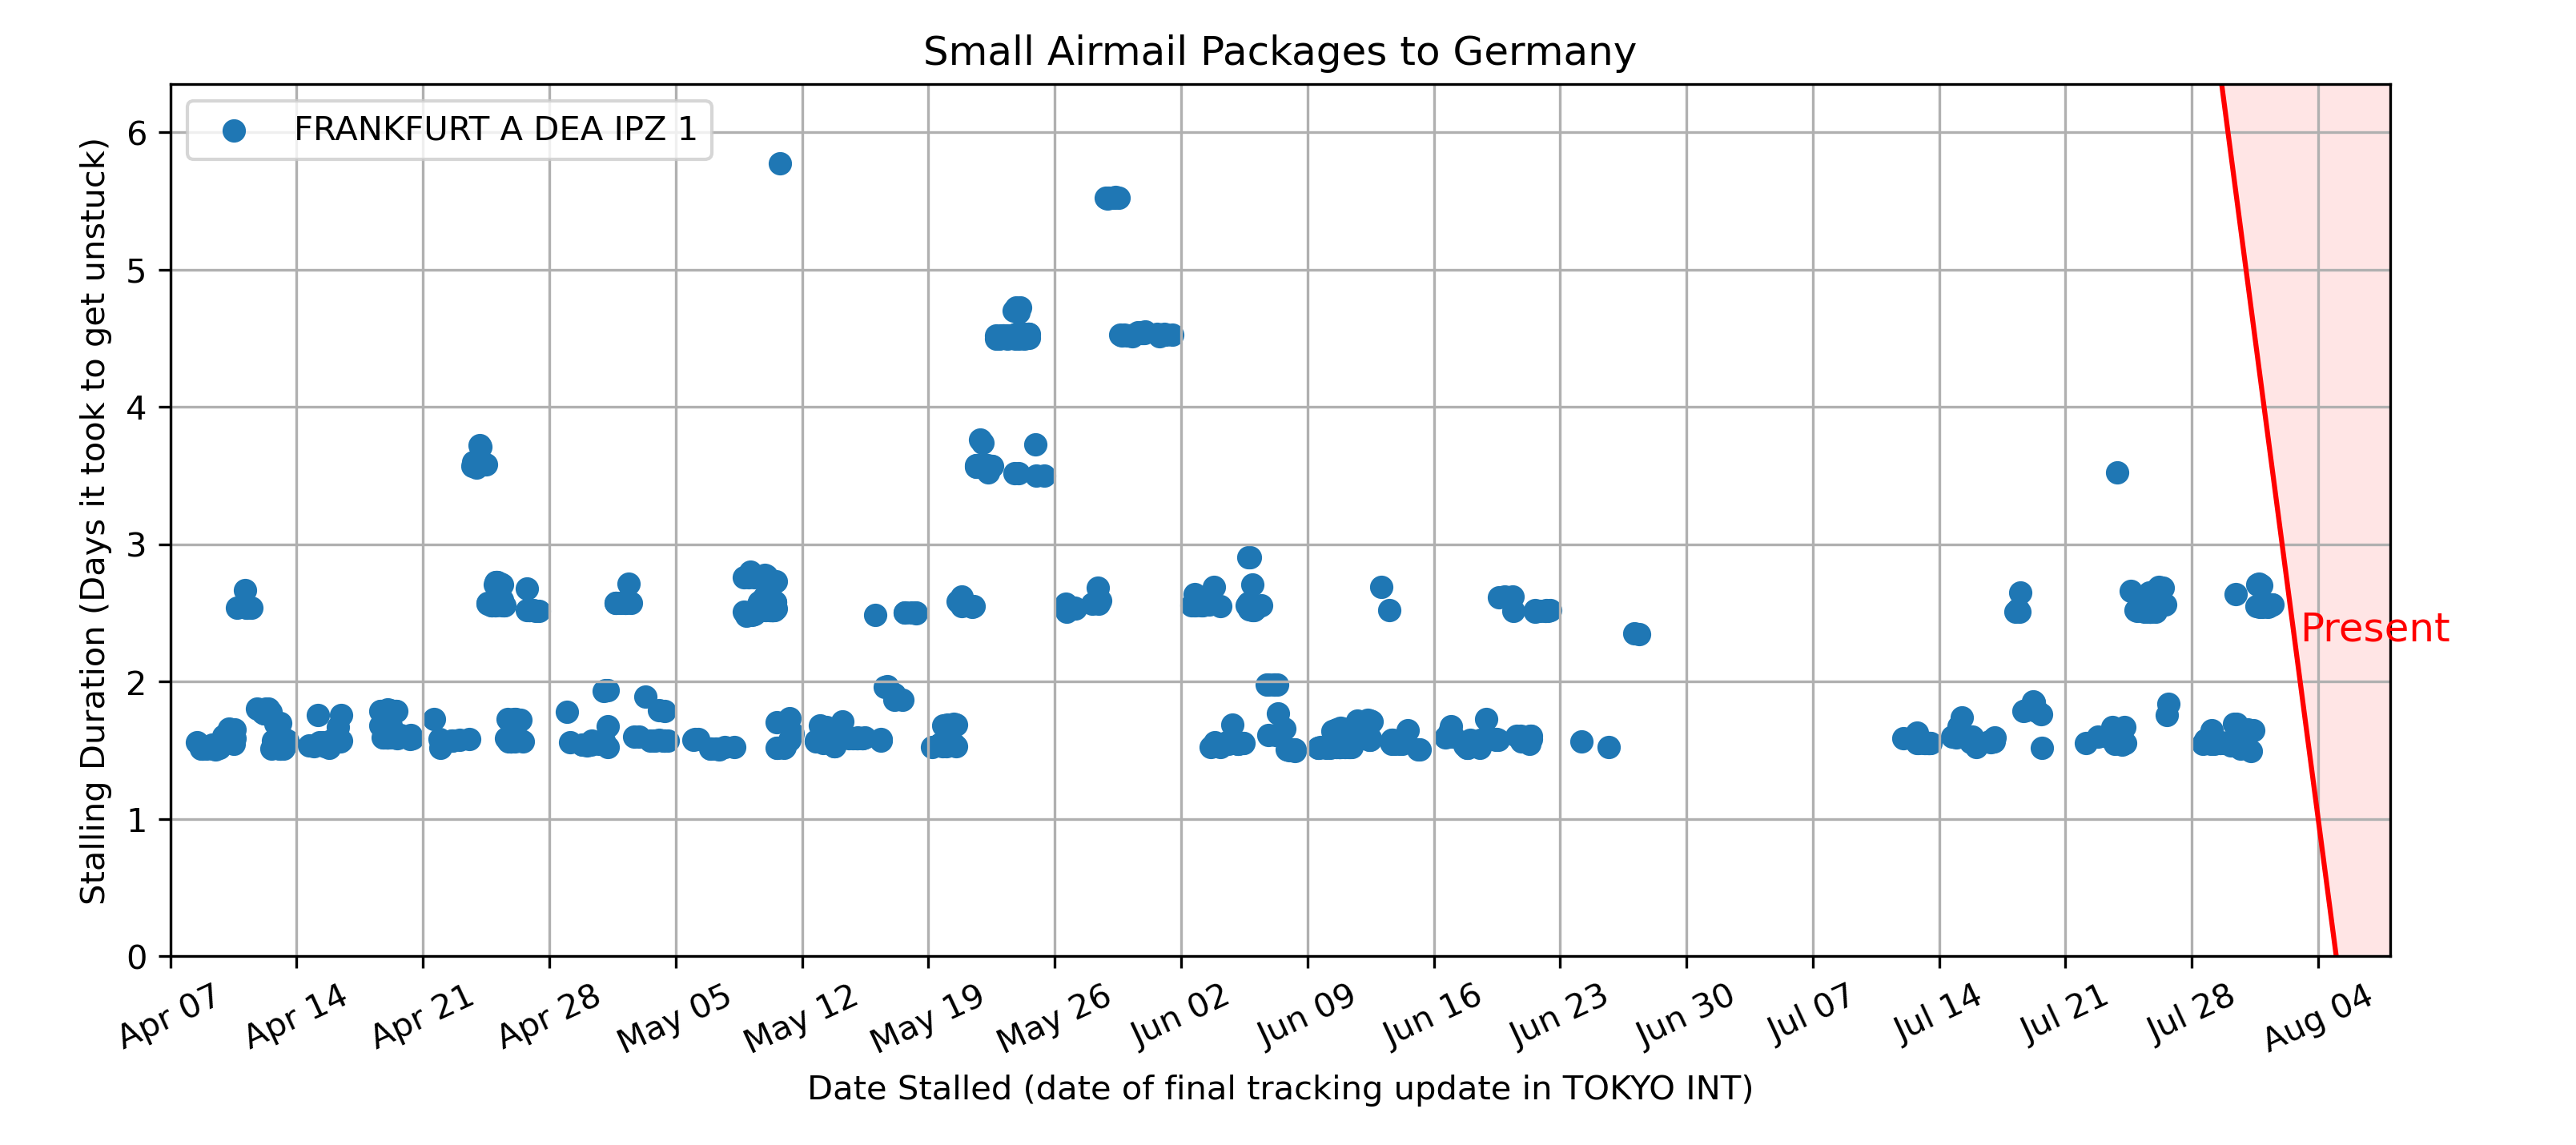 Small Airmail Packages to Germany
FRANKFURT A DEA IPZ 1
Stalling Duration (Days it took to get unstuck)
6
5
4
3
2
1
0
Present
Apr 07
Apr 14
Apr 21
Apr 28
May 05
May 12
May 19
May 26
Jun 02
Jun 09
Jun 16
Jun 23
Jun 30
Jul 07
Jul 14
Jul 21
Jul 28
Aug 04
Date Stalled (date of final tracking update in TOKYO INT)